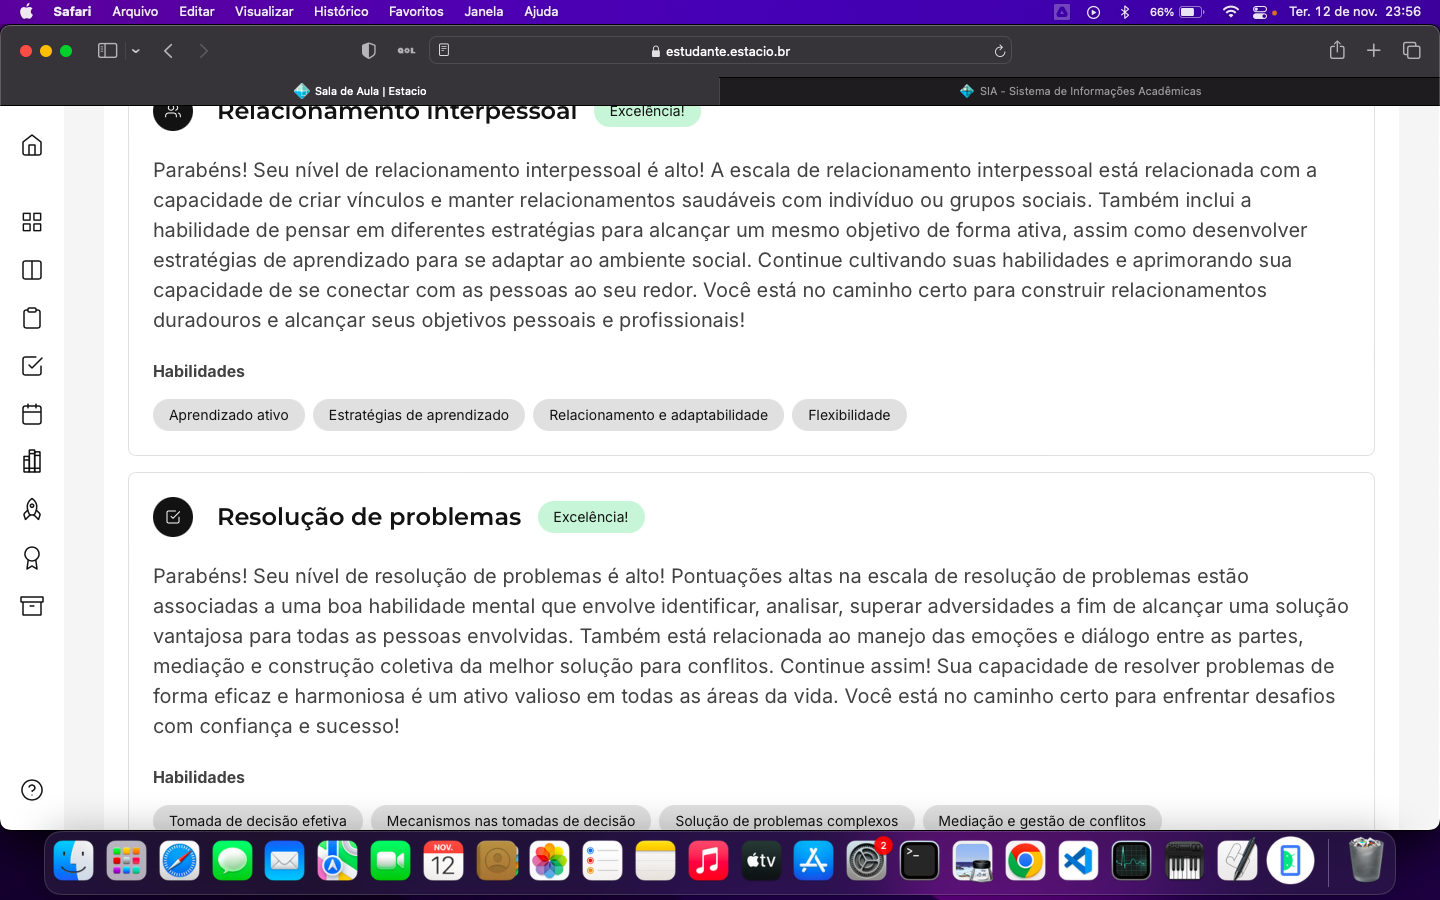 Safari Arquivo Editar Visualizar Histórico Favoritos Janela Ajuda 66% Ter. 12 de nov. 23:56
QOL estudante.estacio.br
Sala de Aula | Estacio SIA - Sistema de Informações Acadêmicas
Relacionamento interpessoal Excelência!
Parabéns! Seu nível de relacionamento interpessoal é alto! A escala de relacionamento interpessoal está relacionada com a
capacidade de criar vínculos e manter relacionamentos saudáveis com indivíduo ou grupos sociais. Também inclui a
habilidade de pensar em diferentes estratégias para alcançar um mesmo objetivo de forma ativa, assim como desenvolver
estratégias de aprendizado para se adaptar ao ambiente social. Continue cultivando suas habilidades e aprimorando sua
capacidade de se conectar com as pessoas ao seu redor. Você está no caminho certo para construir relacionamentos
duradouros e alcançar seus objetivos pessoais e profissionais!
Habilidades
Aprendizado ativo Estratégias de aprendizado Relacionamento e adaptabilidade Flexibilidade
Resolução de problemas Excelência!
Parabéns! Seu nível de resolução de problemas é alto! Pontuações altas na escala de resolução de problemas estão
associadas a uma boa habilidade mental que envolve identificar, analisar, superar adversidades a fim de alcançar uma solução
vantajosa para todas as pessoas envolvidas. Também está relacionada ao manejo das emoções e diálogo entre as partes,
mediação e construção coletiva da melhor solução para conflitos. Continue assim! Sua capacidade de resolver problemas de
forma eficaz e harmoniosa é um ativo valioso em todas as áreas da vida. Você está no caminho certo para enfrentar desafios
com confiança e sucesso!
Habilidades
Tomada de decisão efetiva Mecanismos nas tomadas de decisão Solução de problemas complexos Mediação e gestão de conflitos
NOV.
12
tv
2
>_